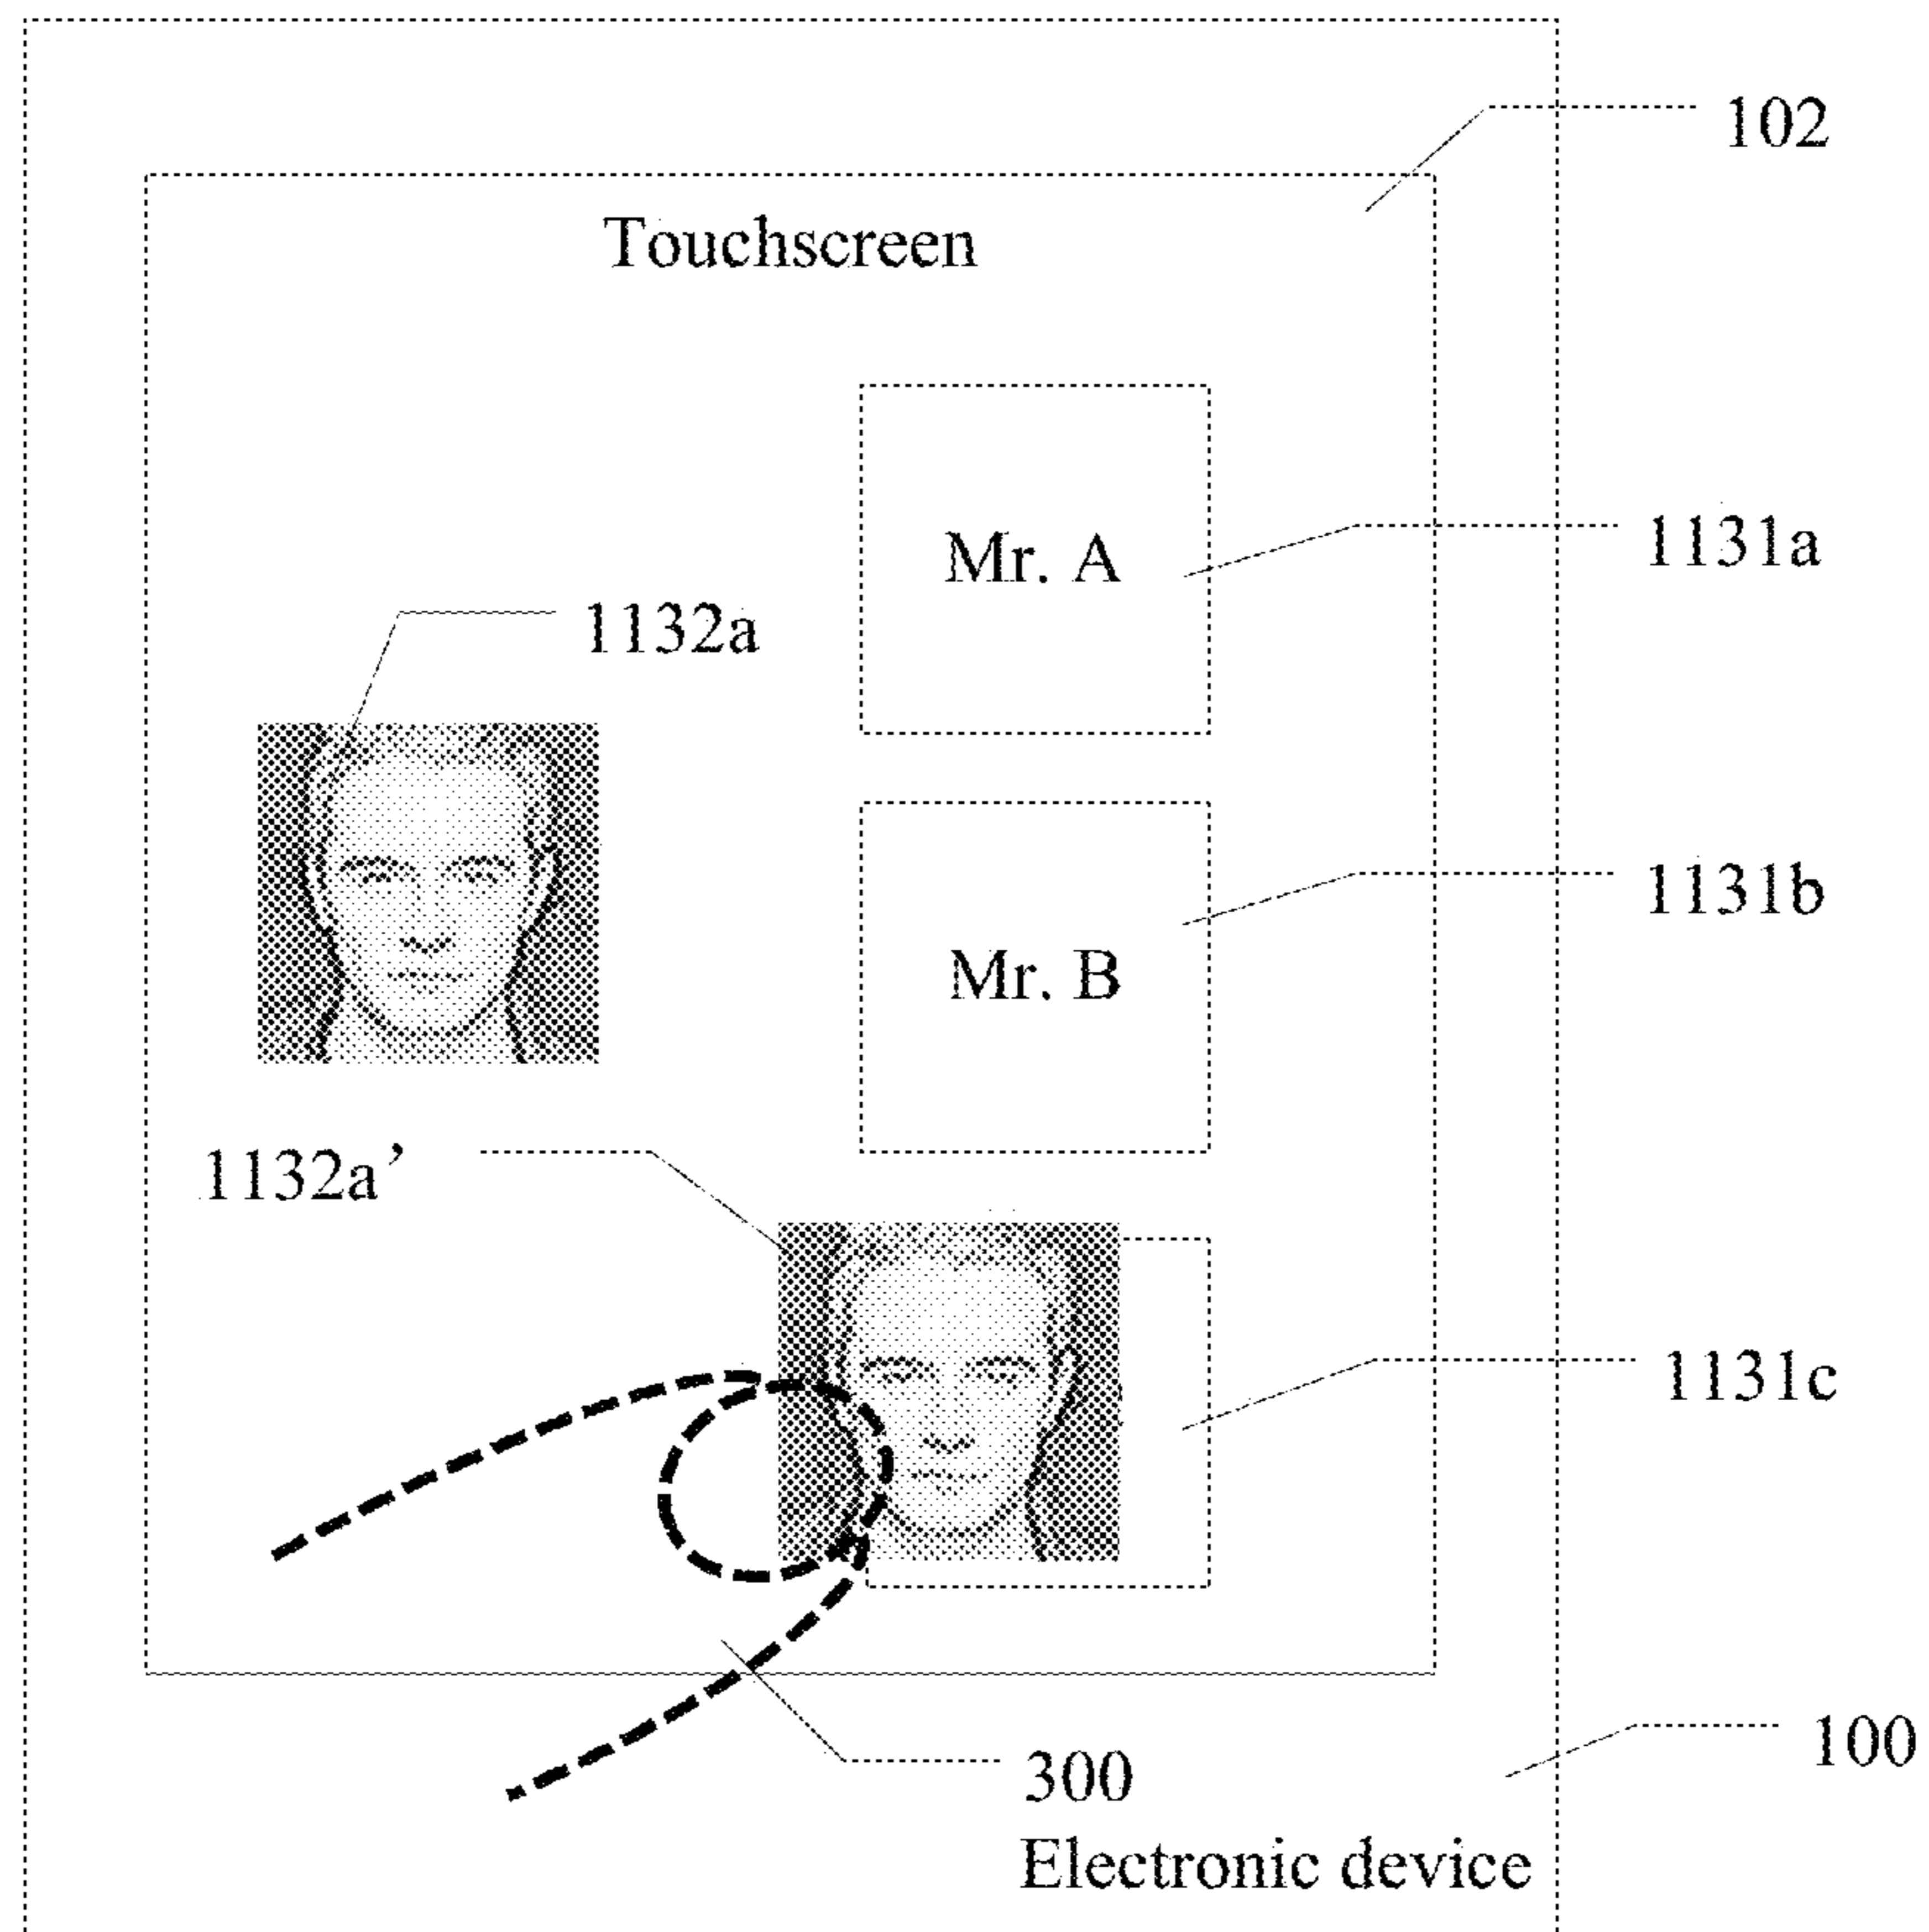 102
Touchscreen
Mr. A
1131a
1132a
1131b
Mr. B
1132a’
1131c
100
300
Electronic device